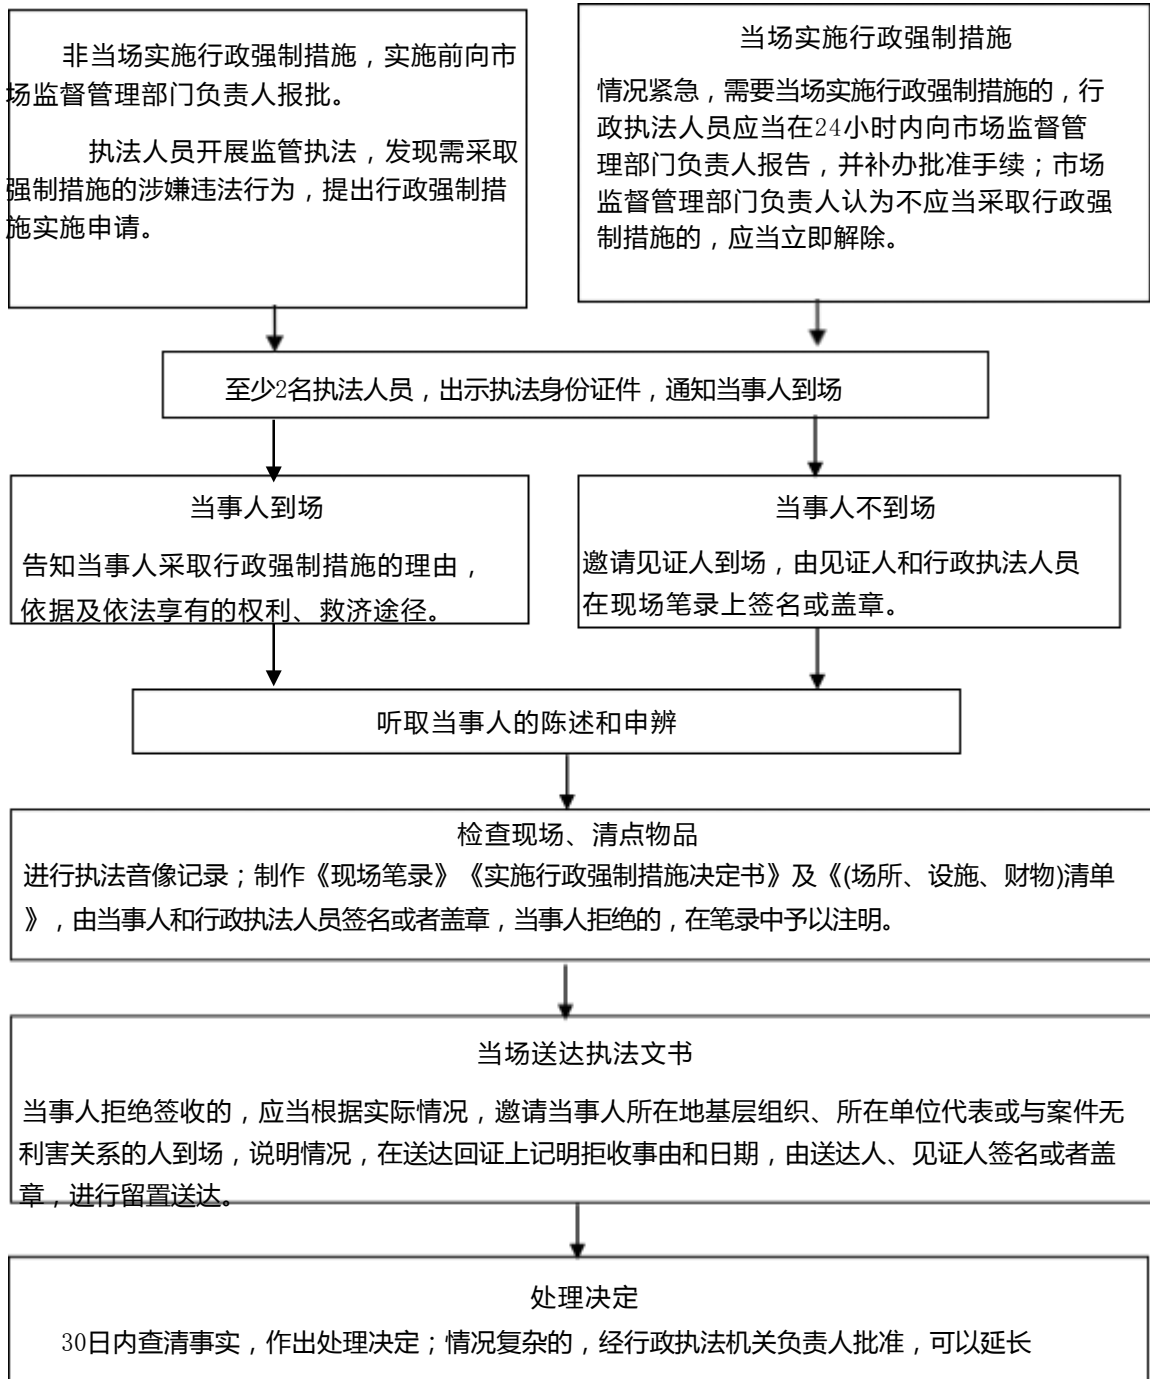 非当场实施行政强制措施，实施前向市
场监督管理部门负责人报批。
执法人员开展监管执法，发现需采取
强制措施的涉嫌违法行为，提出行政强制措
施实施申请。
当场实施行政强制措施
情况紧急，需要当场实施行政强制措施的，行
政执法人员应当在24小时内向市场监督管
理部门负责人报告，并补办批准手续；市场
监督管理部门负责人认为不应当采取行政强
制措施的，应当立即解除。
至少2名执法人员，出示执法身份证件，通知当事人到场
当事人到场
告知当事人采取行政强制措施的理由，
依据及依法享有的权利、救济途径。
当事人不到场
邀请见证人到场，由见证人和行政执法人员
在现场笔录上签名或盖章。
听取当事人的陈述和申辨
检查现场、清点物品
进行执法音像记录；制作《现场笔录》《实施行政强制措施决定书》及《(场所、设施、财物)清单
》，由当事人和行政执法人员签名或者盖章，当事人拒绝的，在笔录中予以注明。
当场送达执法文书
当事人拒绝签收的，应当根据实际情况，邀请当事人所在地基层组织、所在单位代表或与案件无
利害关系的人到场，说明情况，在送达回证上记明拒收事由和日期，由送达人、见证人签名或者盖
章，进行留置送达。
处理决定
30日内查清事实，作出处理决定；情况复杂的，经行政执法机关负责人批准，可以延长